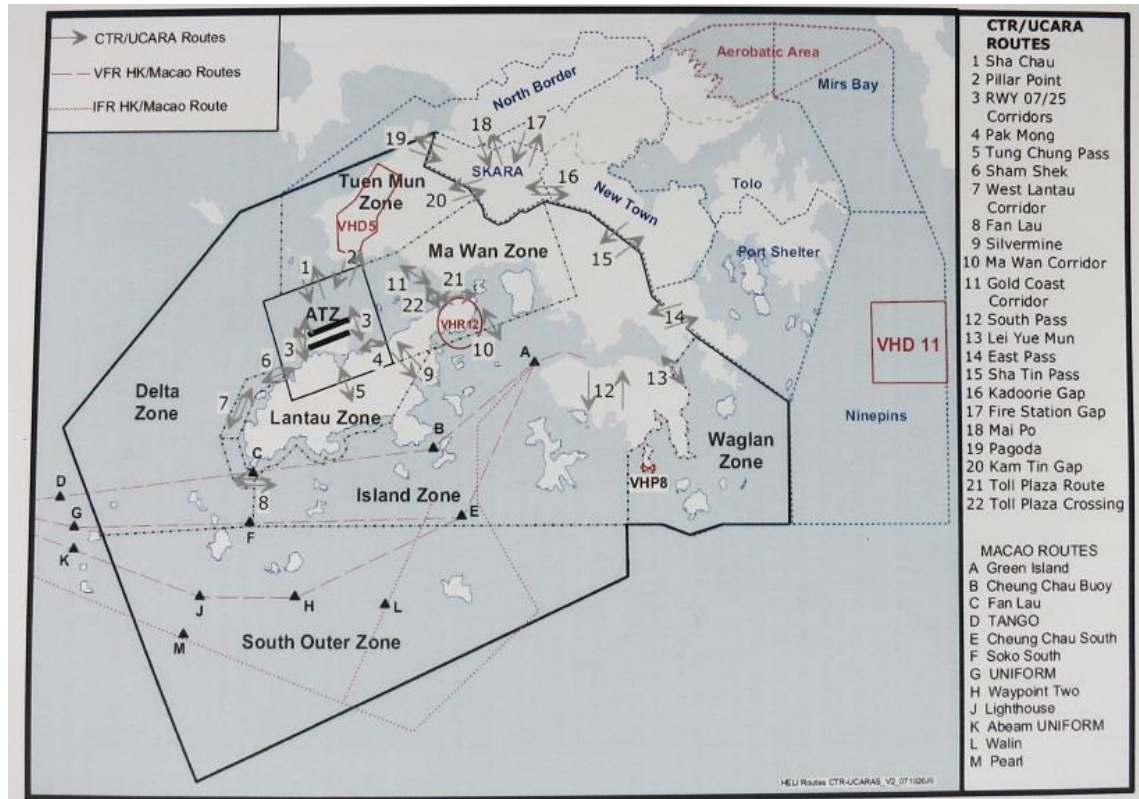 CTR/UCARA Routes
VFR HK/Macao Routes
IFR HK/Macao Route
Aerobatic Area
Mirs Bay
North Border
19
18
17
SKARA
16
20
Tuen Mun
Zone
VHD5
New Town
Tolo
Port Shelter
Ma Wan Zone
15
2
1
11
21
22
ATZ
3
VHR12
14
VHD 11
3
4
10
A
9
6
5
12
13
Delta
Zone
7
Lantau Zone
Ninepins
B
Waglan
Zone
C
VHP8
D
8
Island Zone
G
F
E
K
J
H
L
M
South Outer Zone
HELI Routes CTR-UCARAS_V2_071026/6
CTR/UCARA
ROUTES
1 Sha Chau
2 Pillar Point
3 RWY 07/25
Corridors
4 Pak Mong
5 Tung Chung Pass
6 Sham Shek
7 West Lantau
Corridor
8 Fan Lau
9 Silvermine
10 Ma Wan Corridor
11 Gold Coast
Corridor
12 South Pass
13 Lei Yue Mun
14 East Pass
15 Sha Tin Pass
16 Kadoorie Gap
17 Fire Station Gap
18 Mai Po
19 Pagoda
20 Kam Tin Gap
21 Toll Plaza Route
22 Toll Plaza Crossing
MACAO ROUTES
A Green Island
B Cheung Chau Buoy
C Fan Lau
D TANGO
E Cheung Chau South
F Soko South
G UNIFORM
H Waypoint Two
J Lighthouse
K Abeam UNIFORM
L Walin
M Pearl